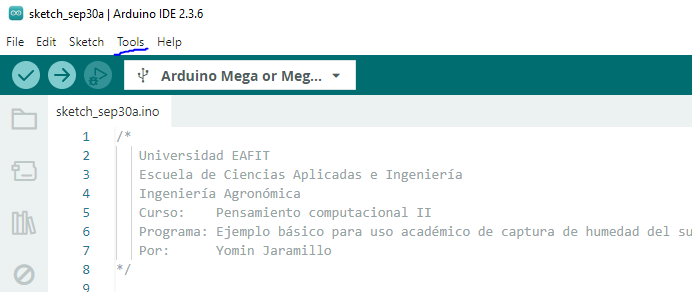 sketch_sep30a | Arduino IDE 2.3.6
File Edit Sketch Tools Help
Arduino Mega or Meg...
sketch_sep30a.ino
1 /*
2 Universidad EAFIT
3 Escuela de Ciencias Aplicadas e Ingeniería
4 Ingeniería Agronómica
5 Curso: Pensamiento computacional II
6 Programa: Ejemplo básico para uso académico de captura de humedad del su
7 Por: Yomin Jaramillo
8 */
9